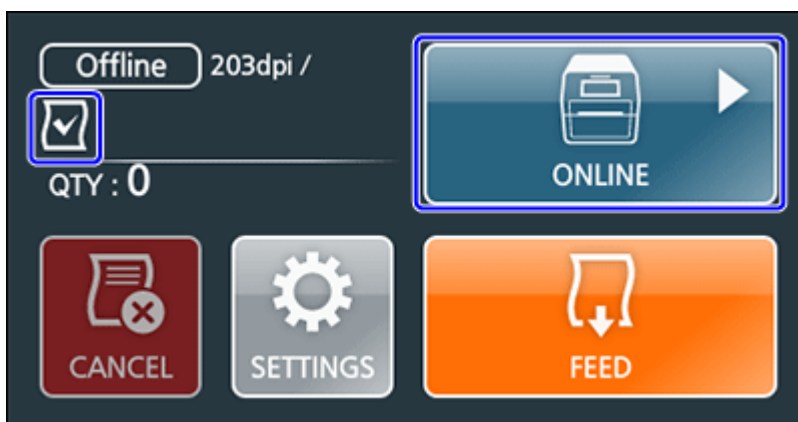 Offline 203dpi /
ONLINE
QTY : 0
CANCEL
SETTINGS
FEED